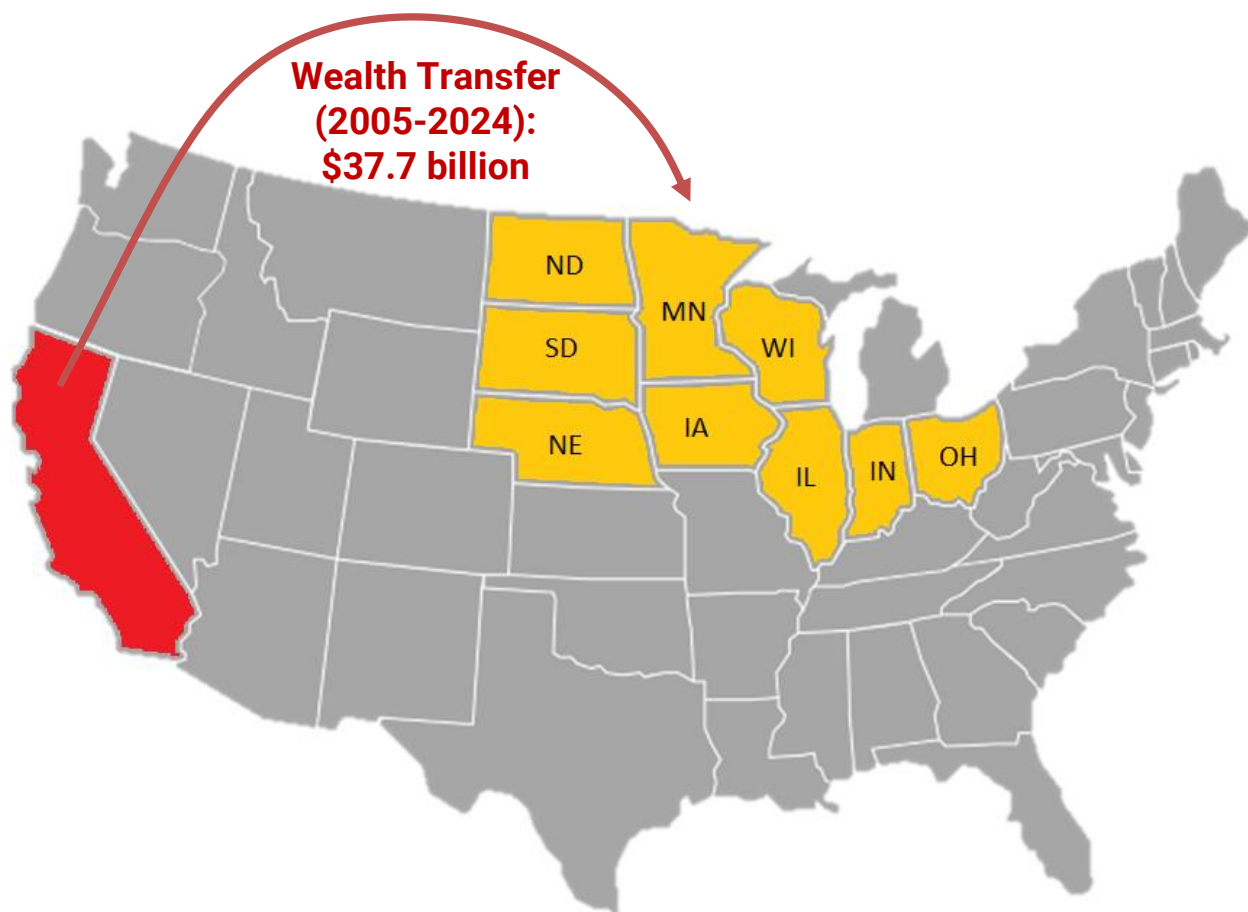 Wealth Transfer
(2005-2024):
$37.7 billion
ND
MN
SD
WI
NE
IA
IL
IN
OH